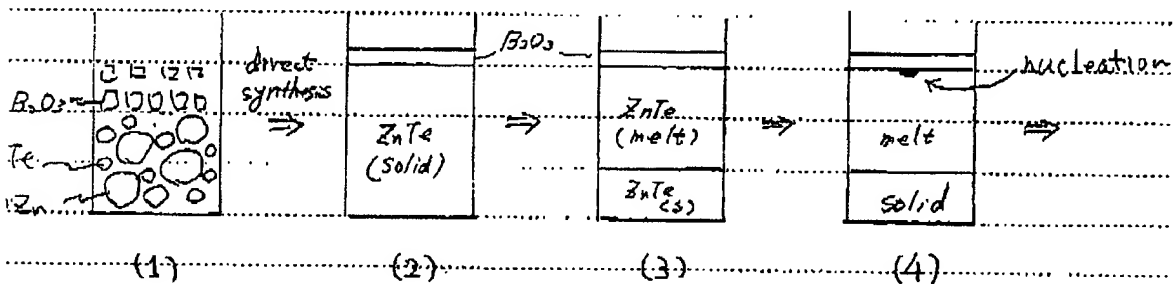 B₂O₃
Te
Zn
direct
synthesis
⇒
ZnTe
(solid)
B₂O₃
⇒
ZnTe
(melt)
ZnTe
(s)
⇒
nucleation
melt
solid
⇒
(1)
(2)
(3)
(4)